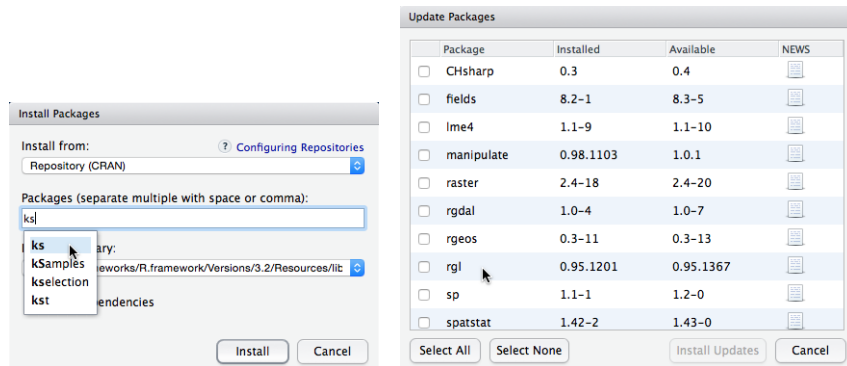 Install Packages
Install from:
? Configuring Repositories
Repository (CRAN)
Packages (separate multiple with space or comma):
ks
ks
kSamples
kselection
kst
ary:
eworks/R.framework/Versions/3.2/Resources/lib
endencies
Install Cancel
Update Packages
Package Installed Available NEWS
CHsharp 0.3 0.4
fields 8.2-1 8.3-5
lme4 1.1-9 1.1-10
manipulate 0.98.1103 1.0.1
raster 2.4-18 2.4-20
rgdal 1.0-4 1.0-7
rgeos 0.3-11 0.3-13
rgl 0.95.1201 0.95.1367
sp 1.1-1 1.2-0
spatstat 1.42-2 1.43-0
Select All Select None Install Updates Cancel